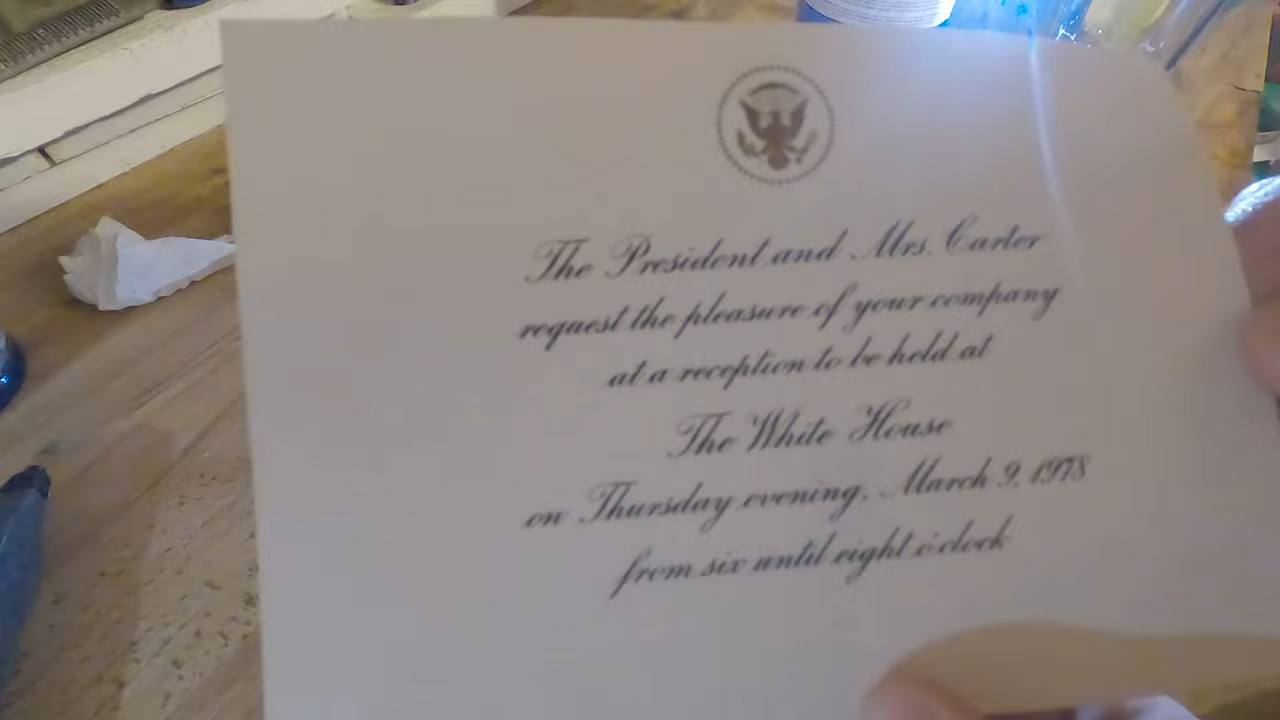 The President and Mrs. Carter
request the pleasure of your company
at a reception to be held at
The White House
on Thursday evening, March 9, 1978
from six until eight o'clock